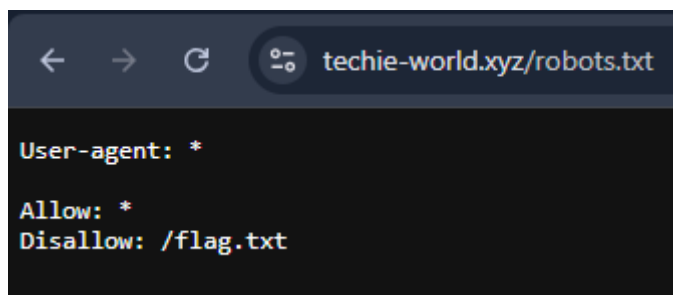 techie-world.xyz/robots.txt
User-agent: *
Allow: *
Disallow: /flag.txt